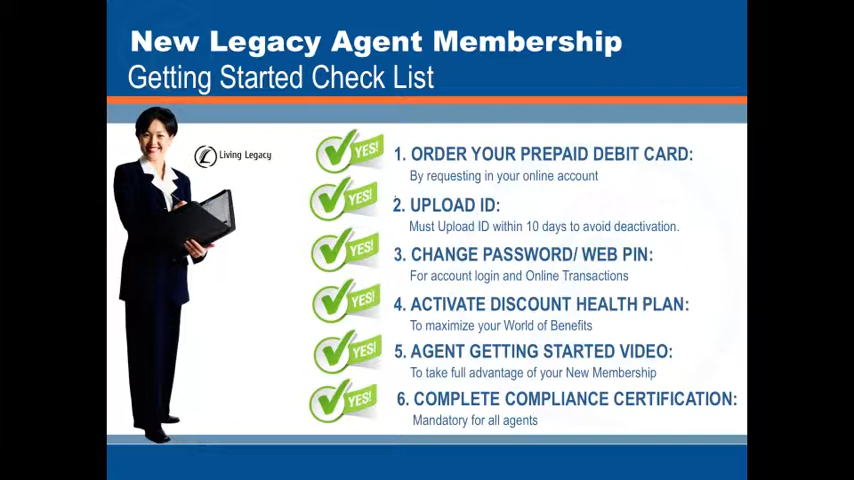 New Legacy Agent Membership
Getting Started Check List
Living Legacy
YES! 1. ORDER YOUR PREPAID DEBIT CARD:
By requesting in your online account
YES! 2. UPLOAD ID:
Must Upload ID within 10 days to avoid deactivation.
YES! 3. CHANGE PASSWORD/ WEB PIN:
For account login and Online Transactions
YES! 4. ACTIVATE DISCOUNT HEALTH PLAN:
To maximize your World of Benefits
YES! 5. AGENT GETTING STARTED VIDEO:
To take full advantage of your New Membership
YES! 6. COMPLETE COMPLIANCE CERTIFICATION:
Mandatory for all agents